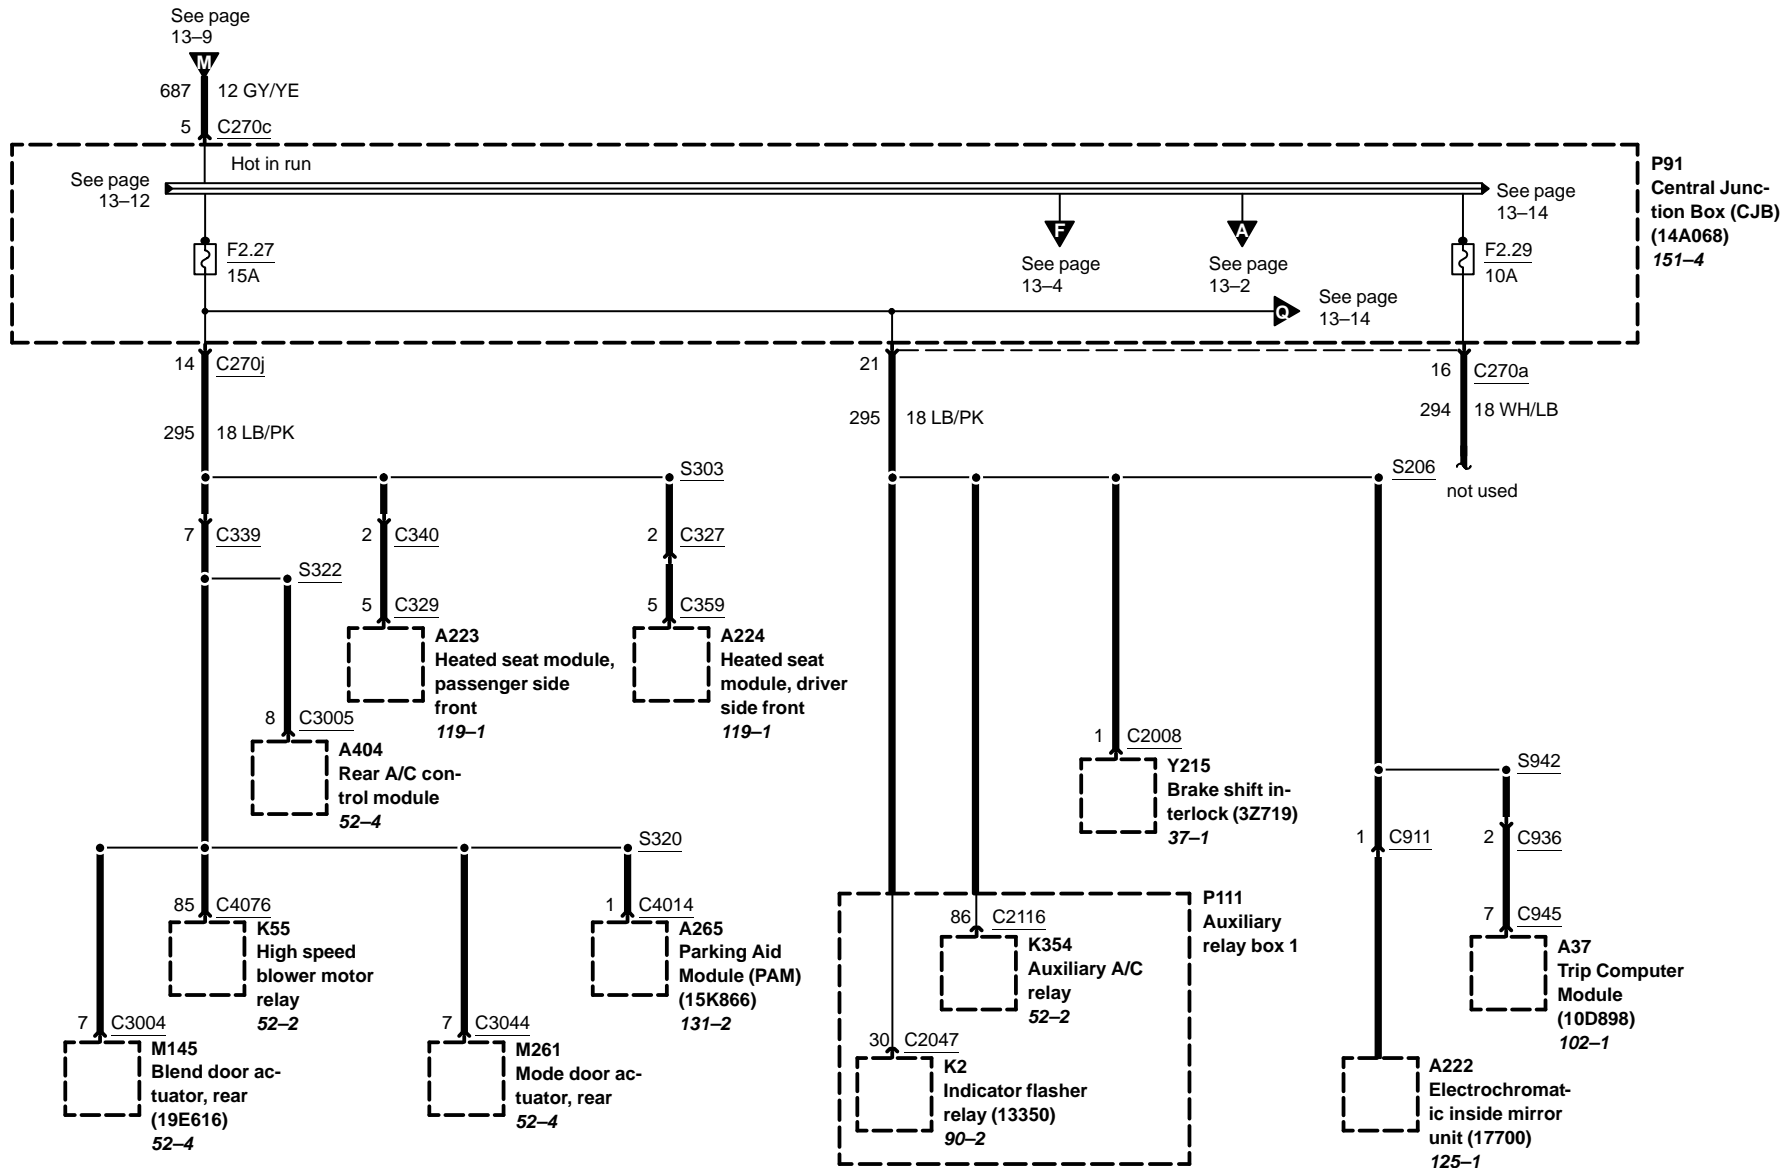 See page
13–9
M
687 12 GY/YE
5 C270c
Hot in run
See page
13–12
See page
13–14
P91
Central Junc-
tion Box (CJB)
(14A068)
151–4
F2.27
15A
F
See page
13–4
A
See page
13–2
F2.29
10A
Q
See page
13–14
14 C270j
21
16 C270a
295 18 LB/PK
295 18 LB/PK
294 18 WH/LB
not used
S303
S206
7 C339
2 C340
2 C327
S322
5 C329
5 C359
A223
Heated seat module,
passenger side
front
119–1
A224
Heated seat
module, driver
side front
119–1
8 C3005
A404
Rear A/C con-
trol module
52–4
1 C2008
Y215
Brake shift in-
terlock (3Z719)
37–1
S942
1 C911
2 C936
S320
85 C4076
K55
High speed
blower motor
relay
52–2
1 C4014
A265
Parking Aid
Module (PAM)
(15K866)
131–2
P111
Auxiliary
relay box 1
86 C2116
K354
Auxiliary A/C
relay
52–2
7 C945
A37
Trip Computer
Module
(10D898)
102–1
7 C3004
M145
Blend door ac-
tuator, rear
(19E616)
52–4
7 C3044
M261
Mode door ac-
tuator, rear
52–4
30 C2047
K2
Indicator flasher
relay (13350)
90–2
A222
Electrochromat-
ic inside mirror
unit (17700)
125–1